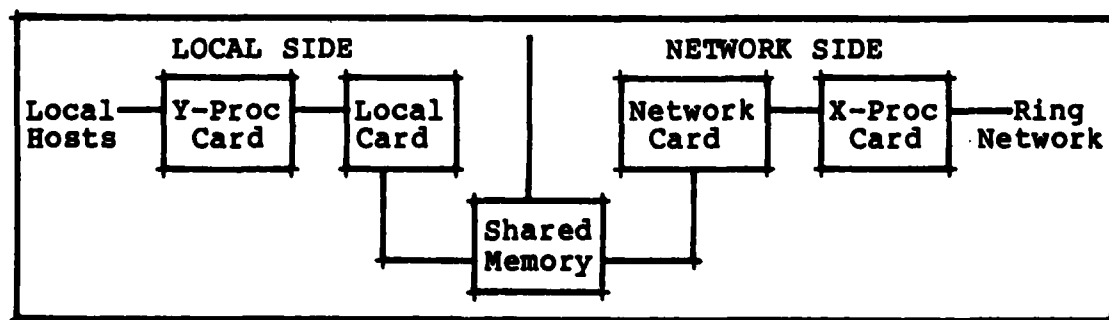 LOCAL SIDE
NETWORK SIDE
Local
Hosts
Y-Proc
Card
Local
Card
Network
Card
X-Proc
Card
Ring
Network
Shared
Memory